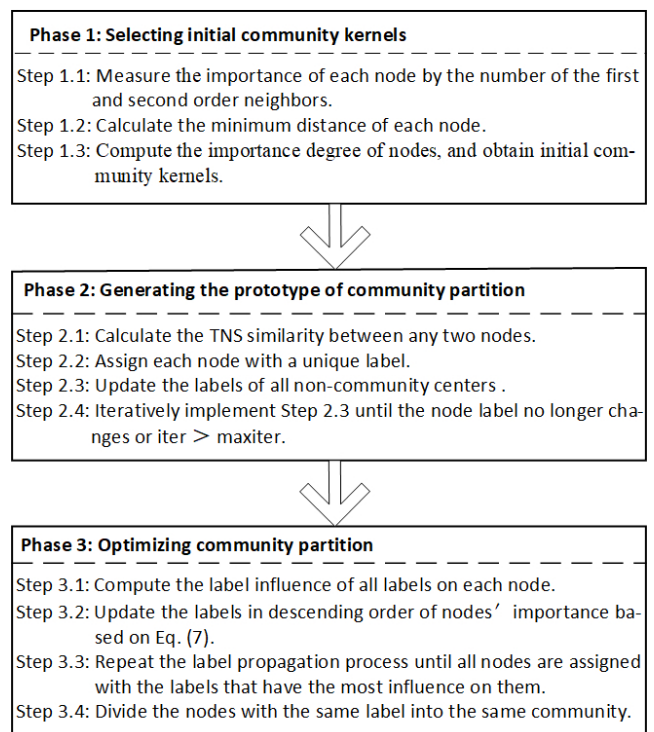 Phase 1: Selecting initial community kernels
Step 1.1: Measure the importance of each node by the number of the first
and second order neighbors.
Step 1.2: Calculate the minimum distance of each node.
Step 1.3: Compute the importance degree of nodes, and obtain initial com-
munity kernels.
Phase 2: Generating the prototype of community partition
Step 2.1: Calculate the TNS similarity between any two nodes.
Step 2.2: Assign each node with a unique label.
Step 2.3: Update the labels of all non-community centers .
Step 2.4: Iteratively implement Step 2.3 until the node label no longer cha-
nges or iter > maxiter.
Phase 3: Optimizing community partition
Step 3.1: Compute the label influence of all labels on each node.
Step 3.2: Update the labels in descending order of nodes′ importance ba-
sed on Eq. (7).
Step 3.3: Repeat the label propagation process until all nodes are assigned
with the labels that have the most influence on them.
Step 3.4: Divide the nodes with the same label into the same community.